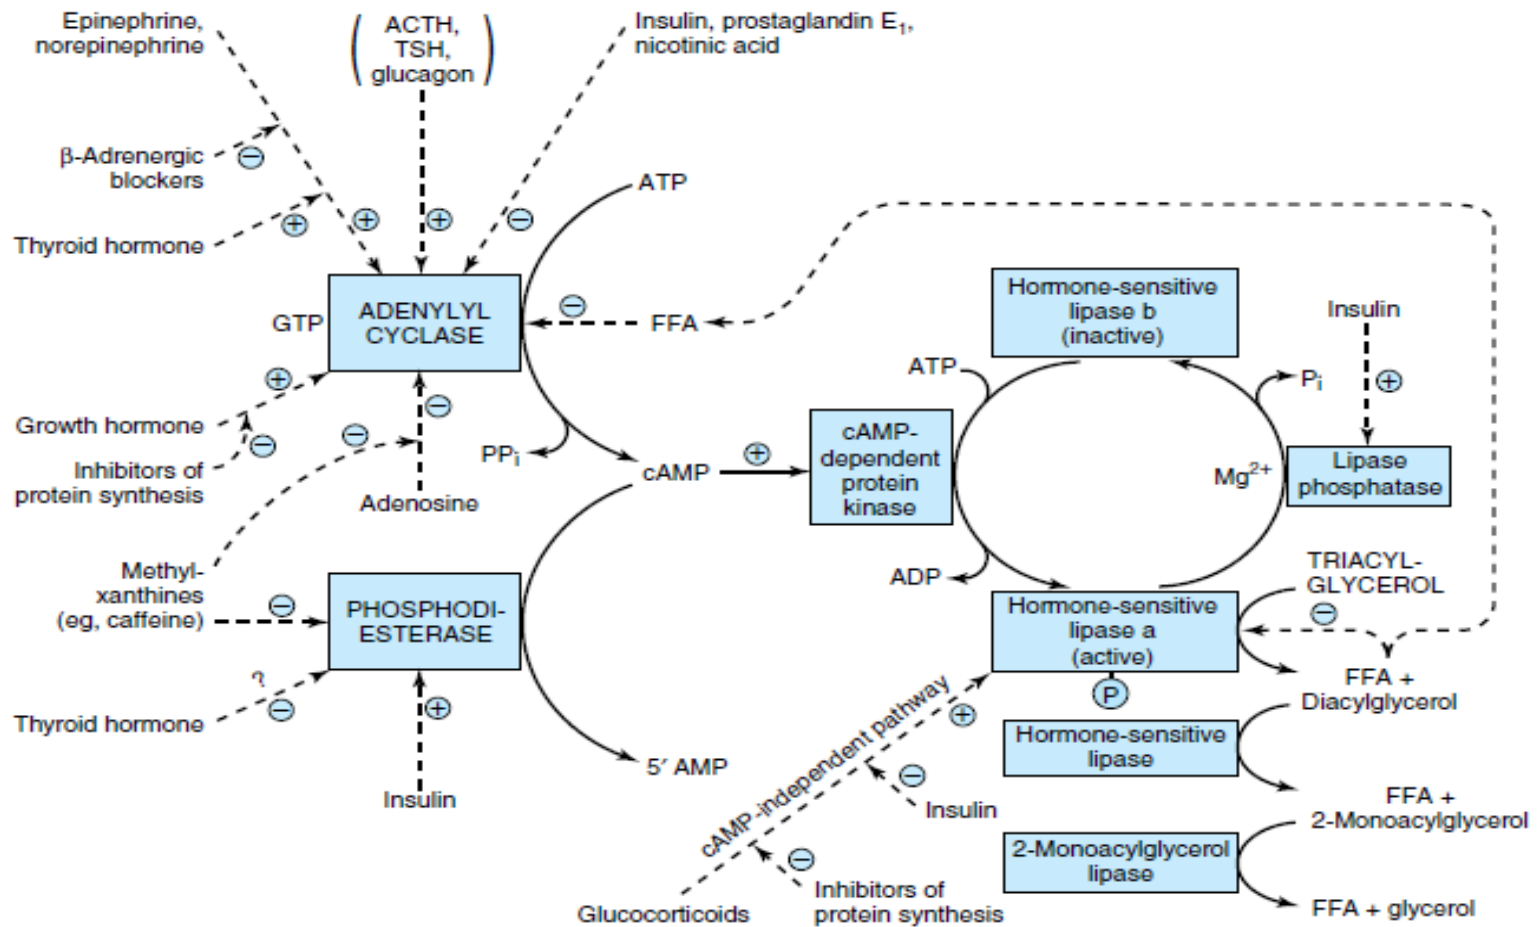 Epinephrine,
norepinephrine
( ACTH,
TSH,
glucagon )
Insulin, prostaglandin E₁,
nicotinic acid
β-Adrenergic
blockers
−
Thyroid hormone
+
+
+
−
ATP
GTP
ADENYLYL
CYCLASE
−
FFA
Hormone-sensitive
lipase b
(inactive)
Insulin
+
Growth hormone
−
Inhibitors of
protein synthesis
+
−
−
Adenosine
PPi
cAMP
+
ATP
cAMP-
dependent
protein
kinase
ADP
Pi
+
Mg²⁺
Lipase
phosphatase
Methyl-
xanthines
(eg, caffeine)
−
PHOSPHODI-
ESTERASE
?
−
Thyroid hormone
+
Insulin
5′ AMP
TRIACYL-
GLYCEROL
−
Hormone-sensitive
lipase a
(active)
P
FFA +
Diacylglycerol
Hormone-sensitive
lipase
FFA +
2-Monoacylglycerol
2-Monoacylglycerol
lipase
FFA + glycerol
cAMP-independent pathway
+
−
Insulin
−
Inhibitors of
protein synthesis
Glucocorticoids